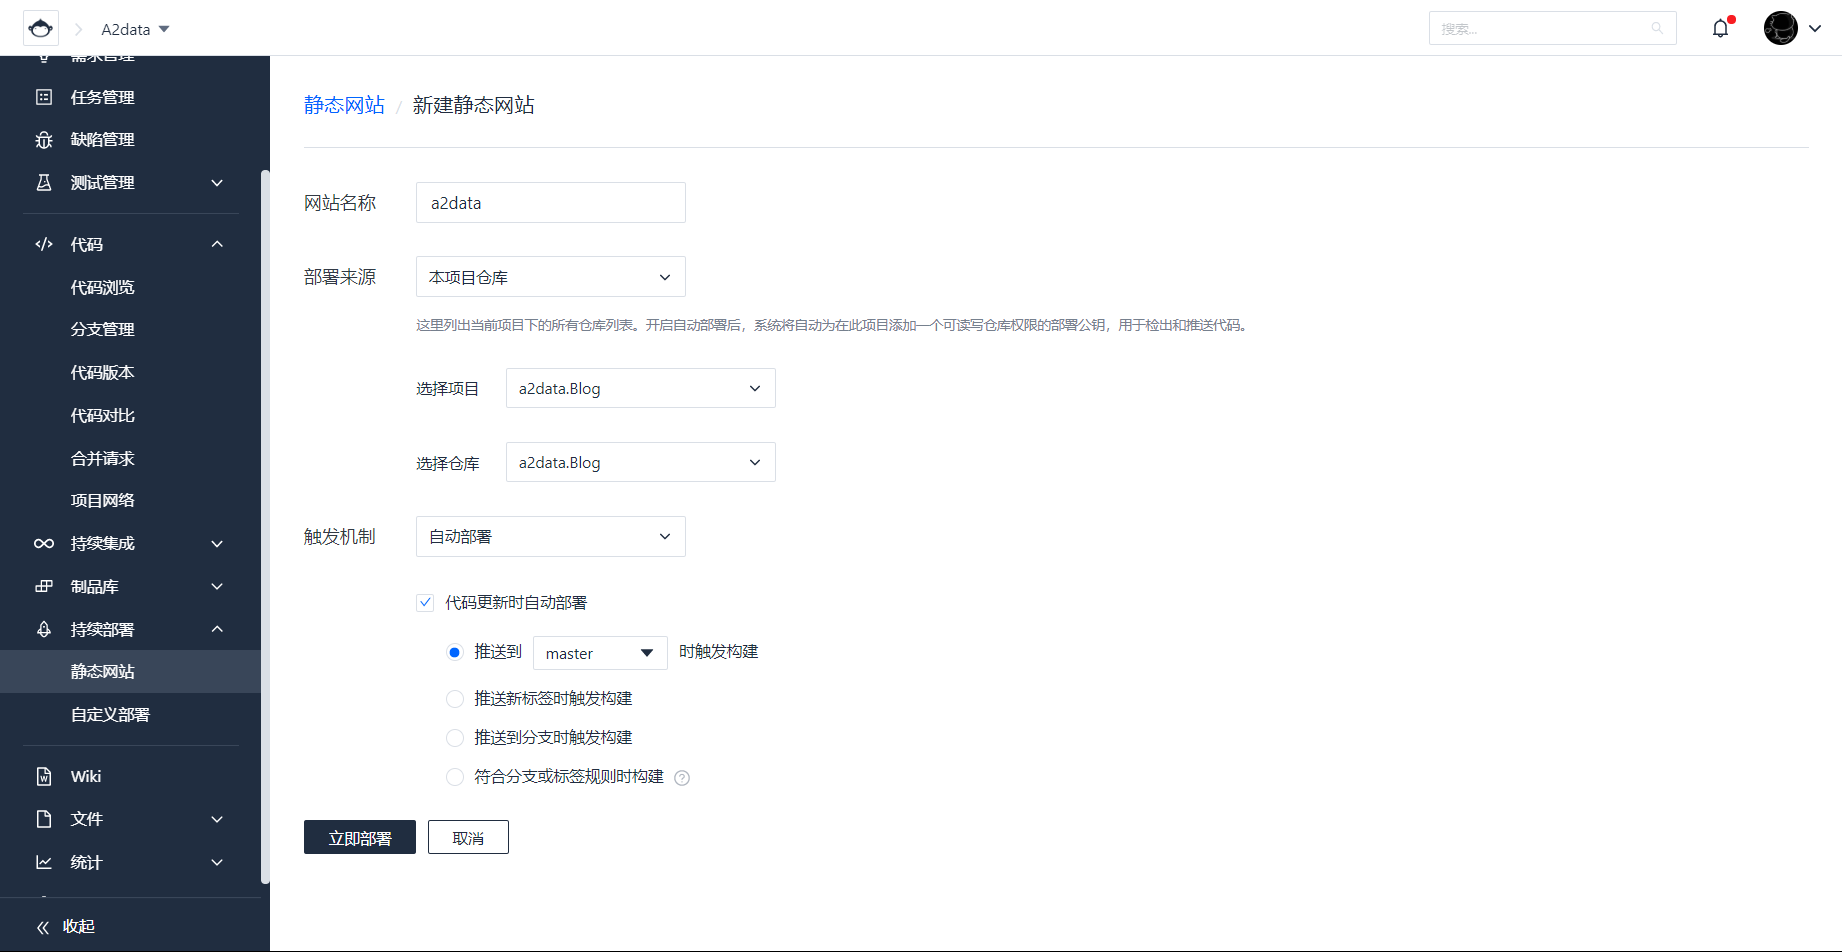 A2data
搜索...
需求管理
任务管理
缺陷管理
测试管理
代码
代码浏览
分支管理
代码版本
代码对比
合并请求
项目网络
持续集成
制品库
持续部署
静态网站
自定义部署
Wiki
文件
统计
收起
静态网站 / 新建静态网站
网站名称 a2data
部署来源 本项目仓库
这里列出当前项目下的所有仓库列表。开启自动部署后，系统将自动为在此项目添加一个可读写仓库权限的部署公钥，用于检出和推送代码。
选择项目 a2data.Blog
选择仓库 a2data.Blog
触发机制 自动部署
代码更新时自动部署
推送到 master 时触发构建
推送新标签时触发构建
推送到分支时触发构建
符合分支或标签规则时构建 ?
立即部署 取消